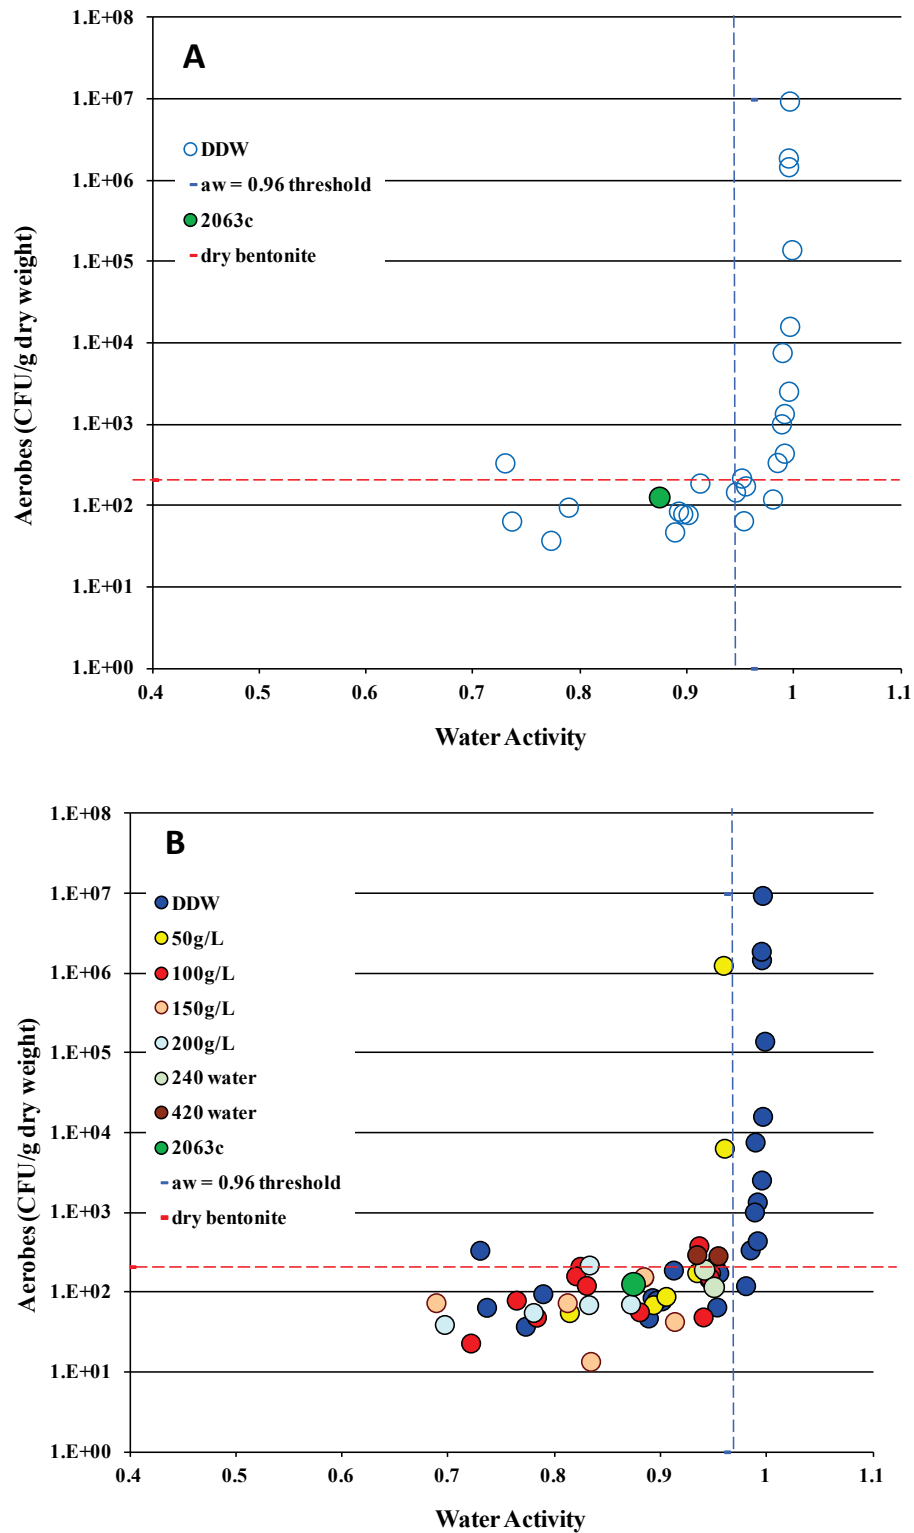 1.E+08
A
1.E+07
DDW
1.E+06
aw = 0.96 threshold
2063c
dry bentonite
1.E+05
1.E+04
1.E+03
1.E+02
1.E+01
1.E+00
Aerobes (CFU/g dry weight)
0.4 0.5 0.6 0.7 0.8 0.9 1 1.1
Water Activity
1.E+08
B
1.E+07
DDW
50g/L
1.E+06
100g/L
150g/L
1.E+05
200g/L
240 water
420 water
1.E+04
2063c
aw = 0.96 threshold
1.E+03
dry bentonite
1.E+02
1.E+01
1.E+00
Aerobes (CFU/g dry weight)
0.4 0.5 0.6 0.7 0.8 0.9 1 1.1
Water Activity